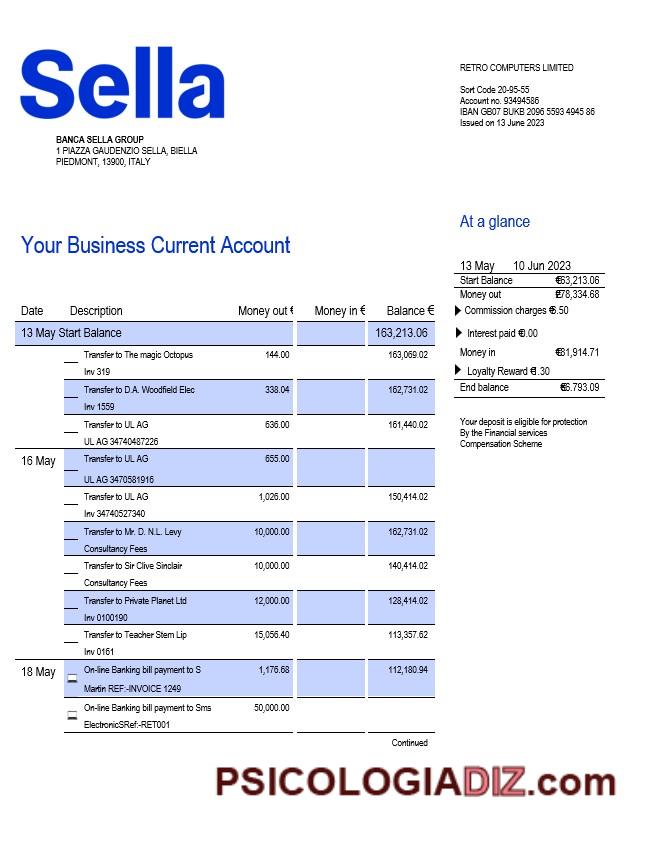 Sella
RETRO COMPUTERS LIMITED
Sort Code 20-95-55
Account no. 93494586
IBAN GB07 BUKB 2096 5593 4945 86
Issued on 13 June 2023
BANCA SELLA GROUP
1 PIAZZA GAUDENZIO SELLA, BIELLA
PIEDMONT, 13900, ITALY
At a glance
Your Business Current Account
13 May 10 Jun 2023
Start Balance €63,213.06
Money out £78,334.68
Commission charges €6.50
Interest paid €0.00
Money in €31,914.71
Loyalty Reward €1.30
End balance €6.793.09
Your deposit is eligible for protection
By the Financial services
Compensation Scheme
Date Description Money out € Money in € Balance €
13 May Start Balance 163,213.06
Transfer to The magic Octopus 144.00 163,069.02
Inv 319
Transfer to D.A. Woodfield Elec 338.04 162,731.02
Inv 1559
Transfer to UL AG 636.00 161,440.02
UL AG 34740487226
16 May Transfer to UL AG 655.00
UL AG 3470581916
Transfer to UL AG 1,026.00 150,414.02
Inv 34740527340
Transfer to Mr. D. N.L. Levy 10,000.00 162,731.02
Consultancy Fees
Transfer to Sir Clive Sinclair 10,000.00 140,414.02
Consultancy Fees
Transfer to Private Planet Ltd 12,000.00 128,414.02
Inv 0100190
Transfer to Teacher Stem Lip 15,056.40 113,357.62
Inv 0161
18 May On-line Banking bill payment to S 1,176.68 112,180.94
Martin REF:-INVOICE 1249
On-line Banking bill payment to Sms 50,000.00
ElectronicSRef:-RET001
Continued
PSICOLOGIADIZ.com